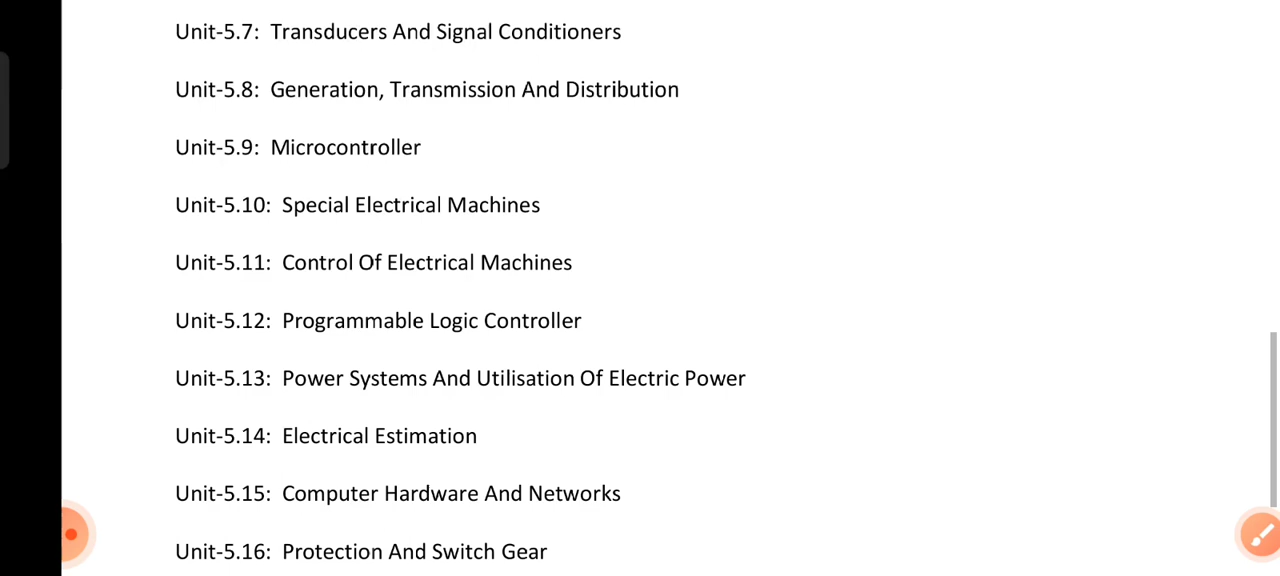 Unit-5.7: Transducers And Signal Conditioners
Unit-5.8: Generation, Transmission And Distribution
Unit-5.9: Microcontroller
Unit-5.10: Special Electrical Machines
Unit-5.11: Control Of Electrical Machines
Unit-5.12: Programmable Logic Controller
Unit-5.13: Power Systems And Utilisation Of Electric Power
Unit-5.14: Electrical Estimation
Unit-5.15: Computer Hardware And Networks
Unit-5.16: Protection And Switch Gear